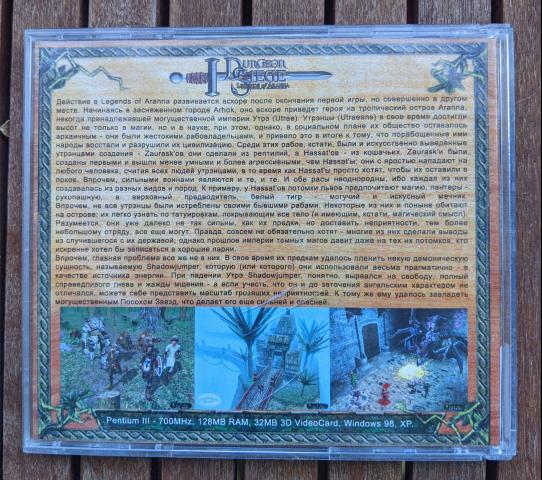 DUNGEON
SIEGE
LEGENDS OF ARANNA
Действие в Legends of Aranna развивается вскоре после окончания первой игры, но совершенно в другом
месте. Начинаясь в заснеженном городе Arhok, оно вскоре приведет героя на тропический остров Aranna,
некогда принадлежавшей могущественной империи Утра (Utrae). Утранцы (Utraeans) в свое время достигли
высот не только в магии, но и в науке; при этом, однако, в социальном плане их общество оставалось
архаичным - они были жестокими рабовладельцами, и привело это в итоге к тому, что порабощенные ими
народы восстали и разрушили их цивилизацию. Среди этих рабов, кстати, были и искусственно выведенные
утранцами создания - Zaurask'ов они сделали из рептилий, а Hassat'ов - из кошачьих. Zaurask'и были
созданы первыми и вышли менее умными и более агрессивными, чем Hassat'ы; они с яростью нападают на
любого человека, считая всех людей утранцами, в то время как Hassat'ы просто хотят, чтобы их оставили в
покое. Впрочем, сильными воинами являются и те, и те. И обе расы неоднородны, ибо каждая из них
создавалась из разных видов и пород. К примеру, у Hassat'ов потомки львов предпочитают магию, пантеры -
рукопашную, а верховный предводитель, белый тигр - могучий и искусный мечник.
Впрочем, не все утранцы были истреблены своими бывшими рабами. Некоторые из них и поныне обитают
на острове; их легко узнать по татуировкам, покрывающим все тело (и имеющим, кстати, магический смысл).
Разумеется, они уже далеко не так сильны, как их предки, но доставить неприятности, тем более
небольшому отряду, все еще могут. Правда, совсем не обязательно хотят - многие из них сделали выводы
из случившегося с их державой, однако прошлое империи темных магов давит даже на тех их потомков, кто
искренне хотел бы записаться в хорошие парни.
Впрочем, главная проблема все же не в них. В свое время их предкам удалось пленить некую демоническую
сущность, называемую Shadowjumper, которую (или которого) они использовали весьма прагматично - в
качестве источника энергии. При падении Утра Shadowjumper, понятно, вырвался на свободу, полный
справедливого гнева и жажды мщения - а если учесть, что он и до заточения ангельским характером не
отличался, можете себе представить масштаб грозящих неприятностей. К тому же ему удалось завладеть
могущественным Посохом Звезд, что делает его еще сильней и опасней.
Pentium III - 700MHz, 128MB RAM, 32MB 3D VideoCard, Windows 98, XP.